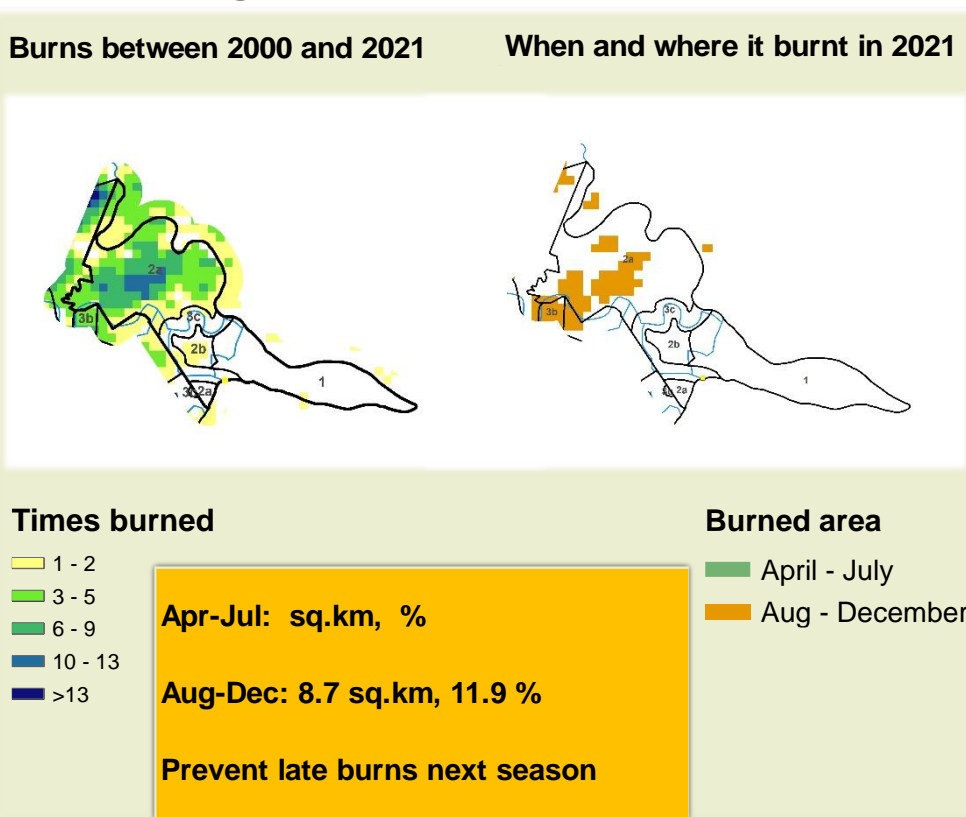 Burns between 2000 and 2021
When and where it burnt in 2021
2a
3b
3c
2b
1
2a
2a
3b
3c
2b
1
2a
Times burned
1 - 2
3 - 5
6 - 9
10 - 13
>13
Burned area
April - July
Aug - December
Apr-Jul: sq.km, %
Aug-Dec: 8.7 sq.km, 11.9 %
Prevent late burns next season